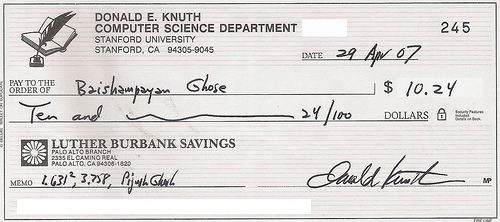 DONALD E. KNUTH
COMPUTER SCIENCE DEPARTMENT
STANFORD UNIVERSITY
STANFORD, CA 94305-9045
245
DATE 29 Apr 07
PAY TO THE
ORDER OF Baishampayan Ghose $ 10.24
Ten and 24/100 DOLLARS
Security Features
Included.
Details on Back.
LUTHER BURBANK SAVINGS
PALO ALTO BRANCH
2335 EL CAMINO REAL
PALO ALTO, CA 94306-1620
MEMO 1.631², 3.758, Pijush Ghosh Donald Knuth MP